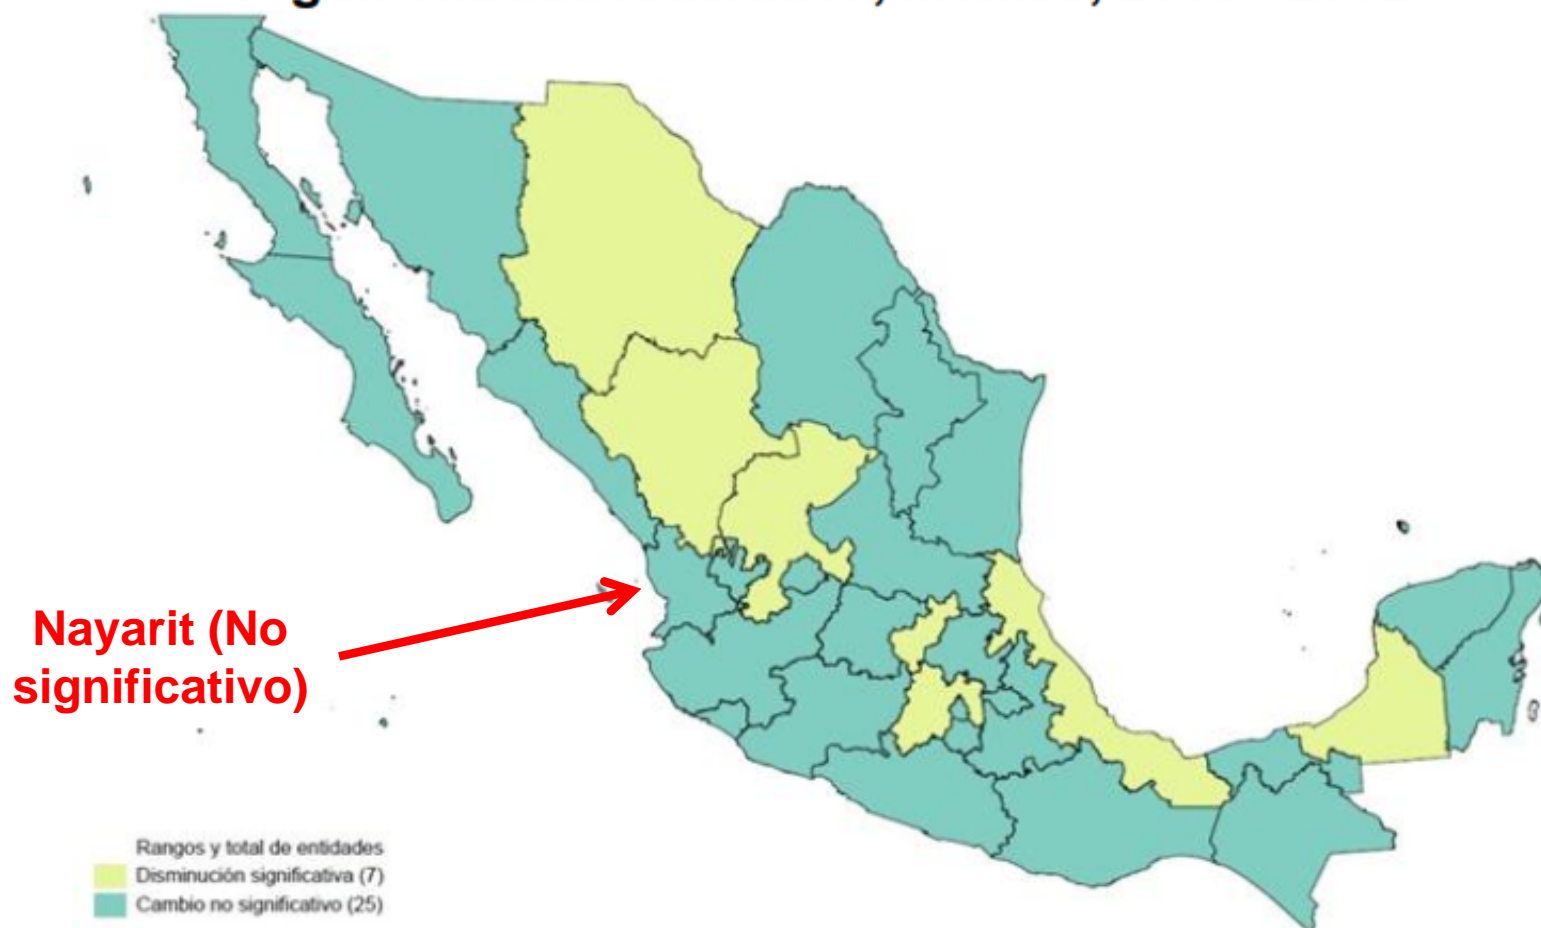 Nayarit (No
significativo)
Rangos y total de entidades
Disminución significativa (7)
Cambio no significativo (25)